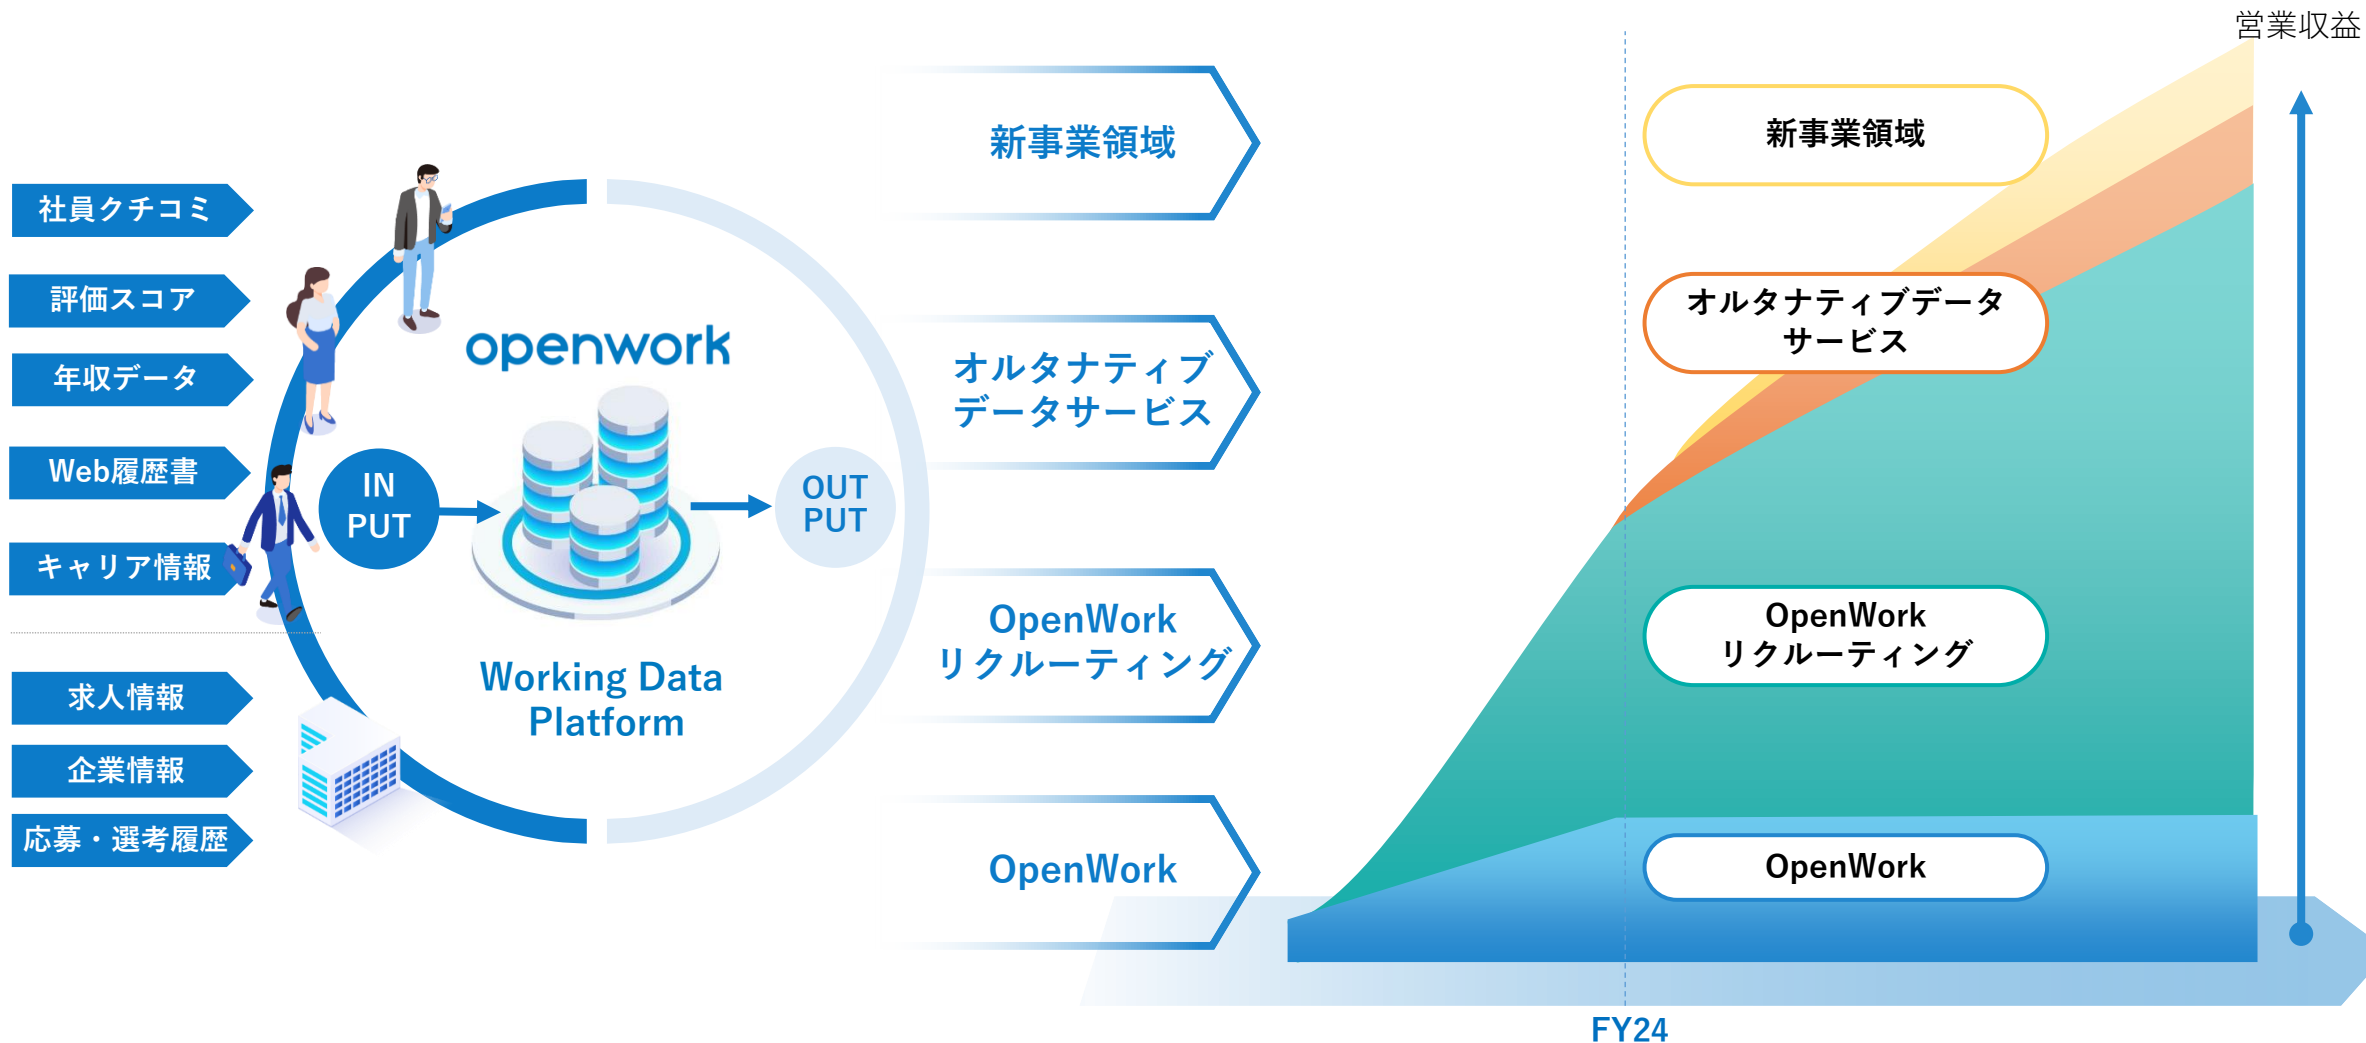 社員クチコミ
評価スコア
年収データ
Web履歴書
キャリア情報
求人情報
企業情報
応募・選考履歴
openwork
IN
PUT
OUT
PUT
Working Data
Platform
新事業領域
オルタナティブ
データサービス
OpenWork
リクルーティング
OpenWork
営業収益
新事業領域
オルタナティブデータ
サービス
OpenWork
リクルーティング
OpenWork
FY24